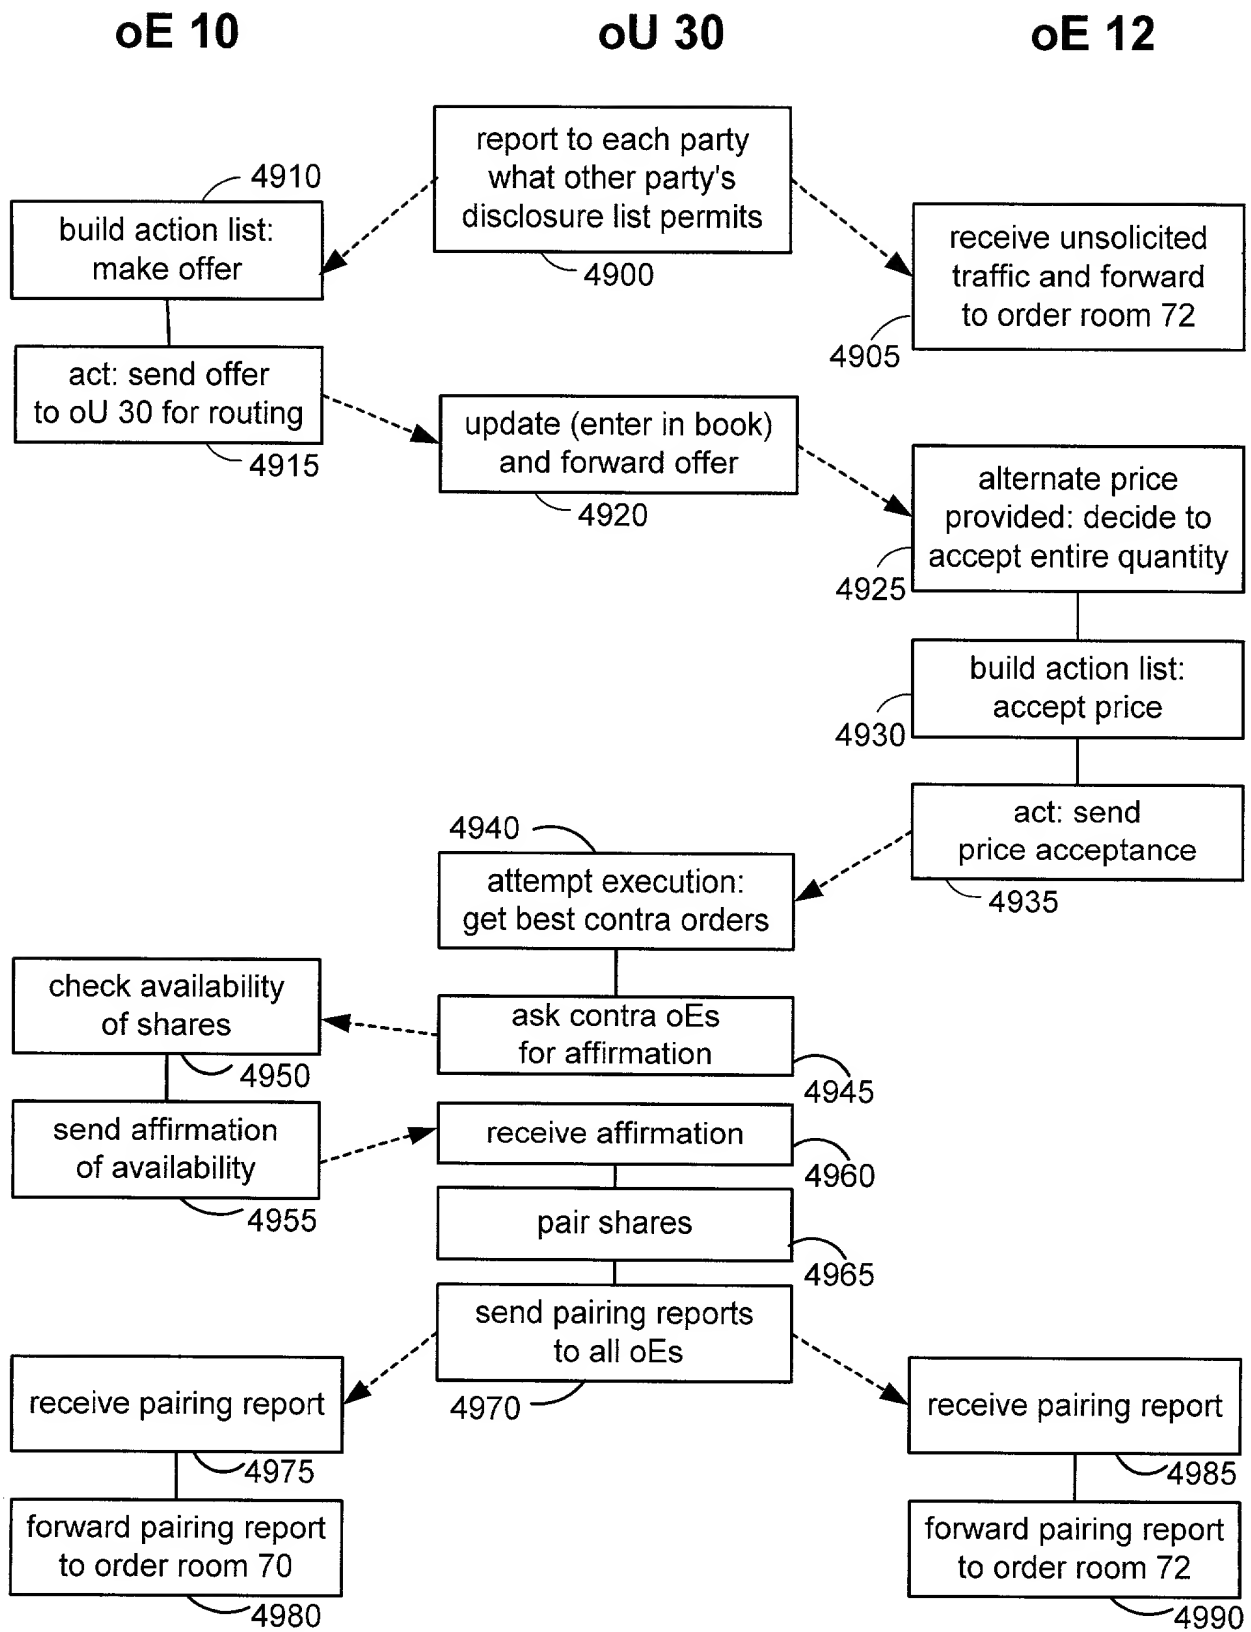 oE 10
oU 30
oE 12
report to each party
what other party's
disclosure list permits
4900
4910
build action list:
make offer
receive unsolicited
traffic and forward
to order room 72
4905
act: send offer
to oU 30 for routing
4915
update (enter in book)
and forward offer
4920
alternate price
provided: decide to
accept entire quantity
4925
build action list:
accept price
4930
act: send
price acceptance
4935
4940
attempt execution:
get best contra orders
ask contra oEs
for affirmation
4945
check availability
of shares
4950
send affirmation
of availability
4955
receive affirmation
4960
pair shares
4965
send pairing reports
to all oEs
4970
receive pairing report
4975
forward pairing report
to order room 70
4980
receive pairing report
4985
forward pairing report
to order room 72
4990